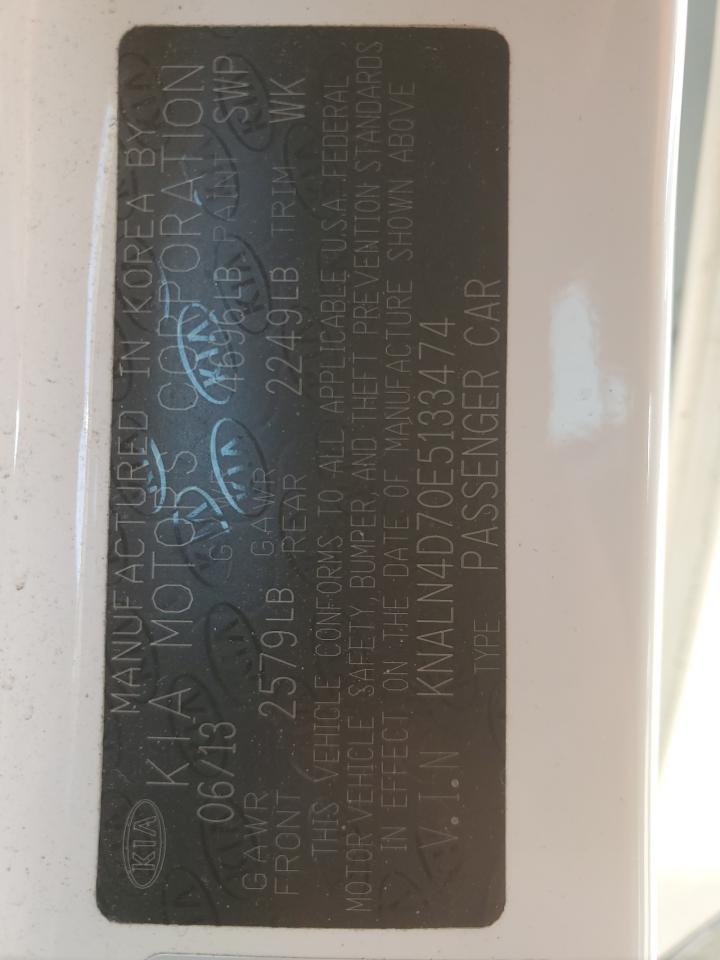 KIA
MANUFACTURED IN KOREA BY
KIA MOTORS CORPORATION
06/13 GVWR 4696LB PAINT SWP
GAWR GAWR
FRONT 2579LB REAR 2249LB TRIM WK
THIS VEHICLE CONFORMS TO ALL APPLICABLE U.S.A. FEDERAL
MOTOR VEHICLE SAFETY, BUMPER, AND THEFT PREVENTION STANDARDS
IN EFFECT ON THE DATE OF MANUFACTURE SHOWN ABOVE
V.I.N KNALN4D70E5133474
TYPE PASSENGER CAR